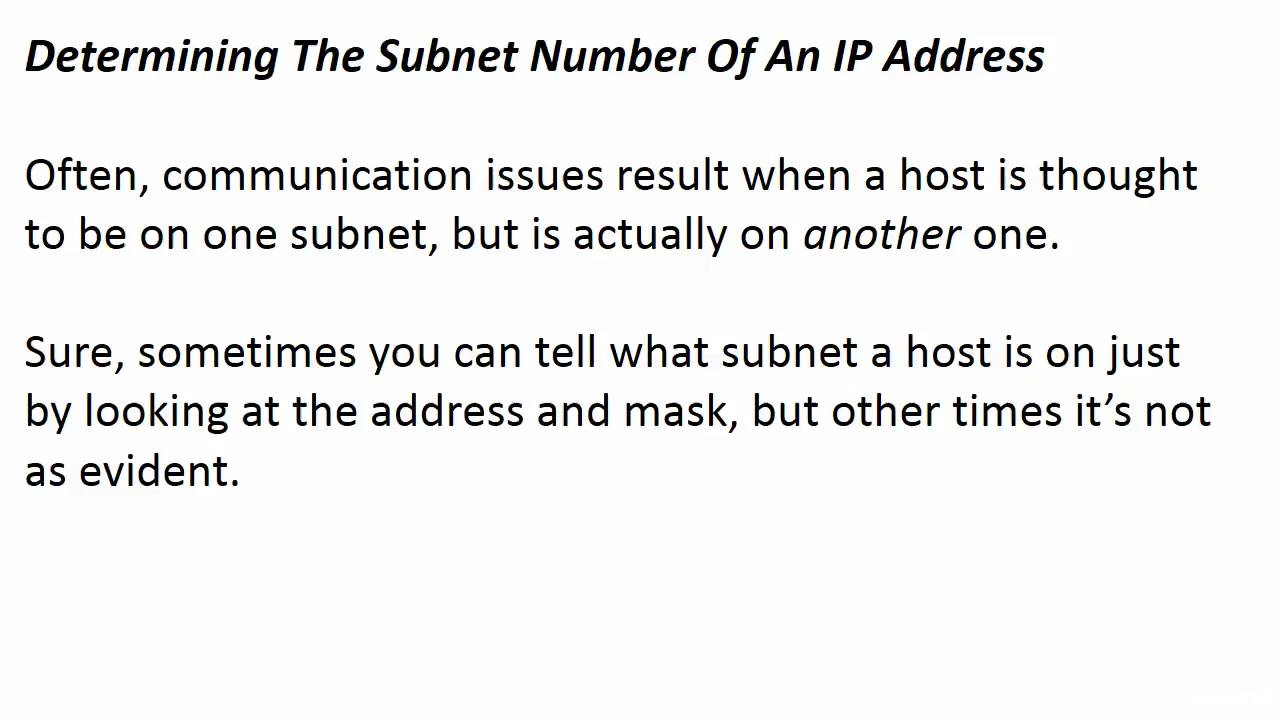 Determining The Subnet Number Of An IP Address
Often, communication issues result when a host is thought
to be on one subnet, but is actually on another one.
Sure, sometimes you can tell what subnet a host is on just
by looking at the address and mask, but other times it’s not
as evident.